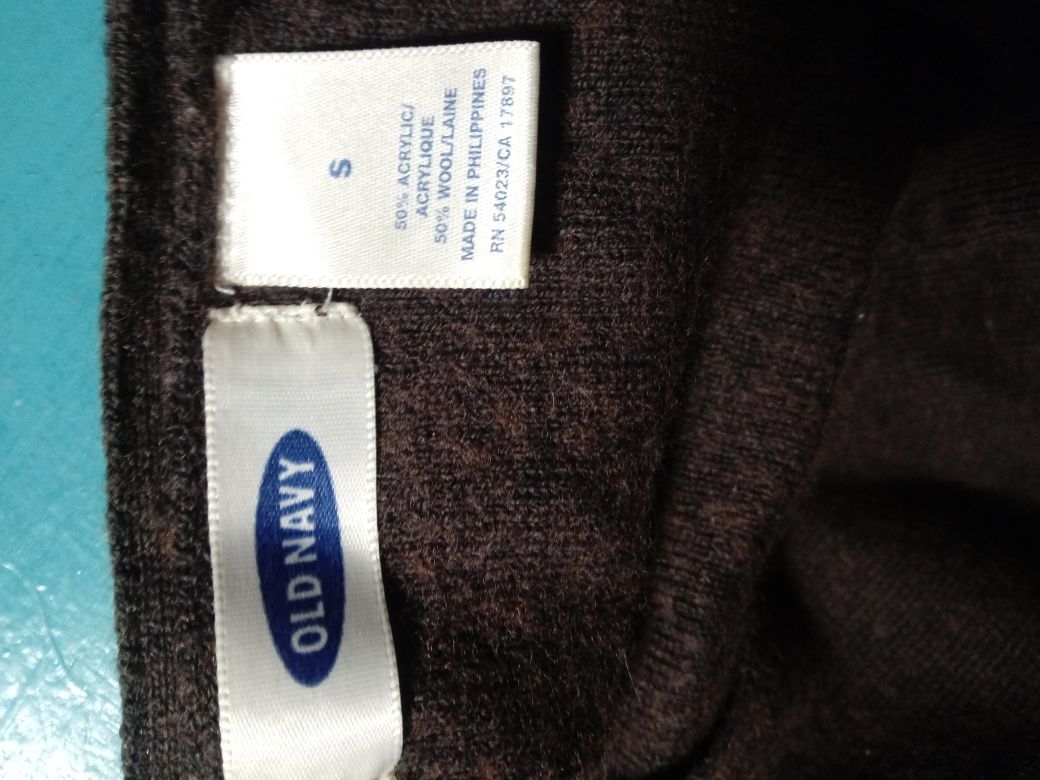 S
50% ACRYLIC/
ACRYLIQUE
50% WOOL/LAINE
MADE IN PHILIPPINES
RN 54023/CA 17897
OLD NAVY